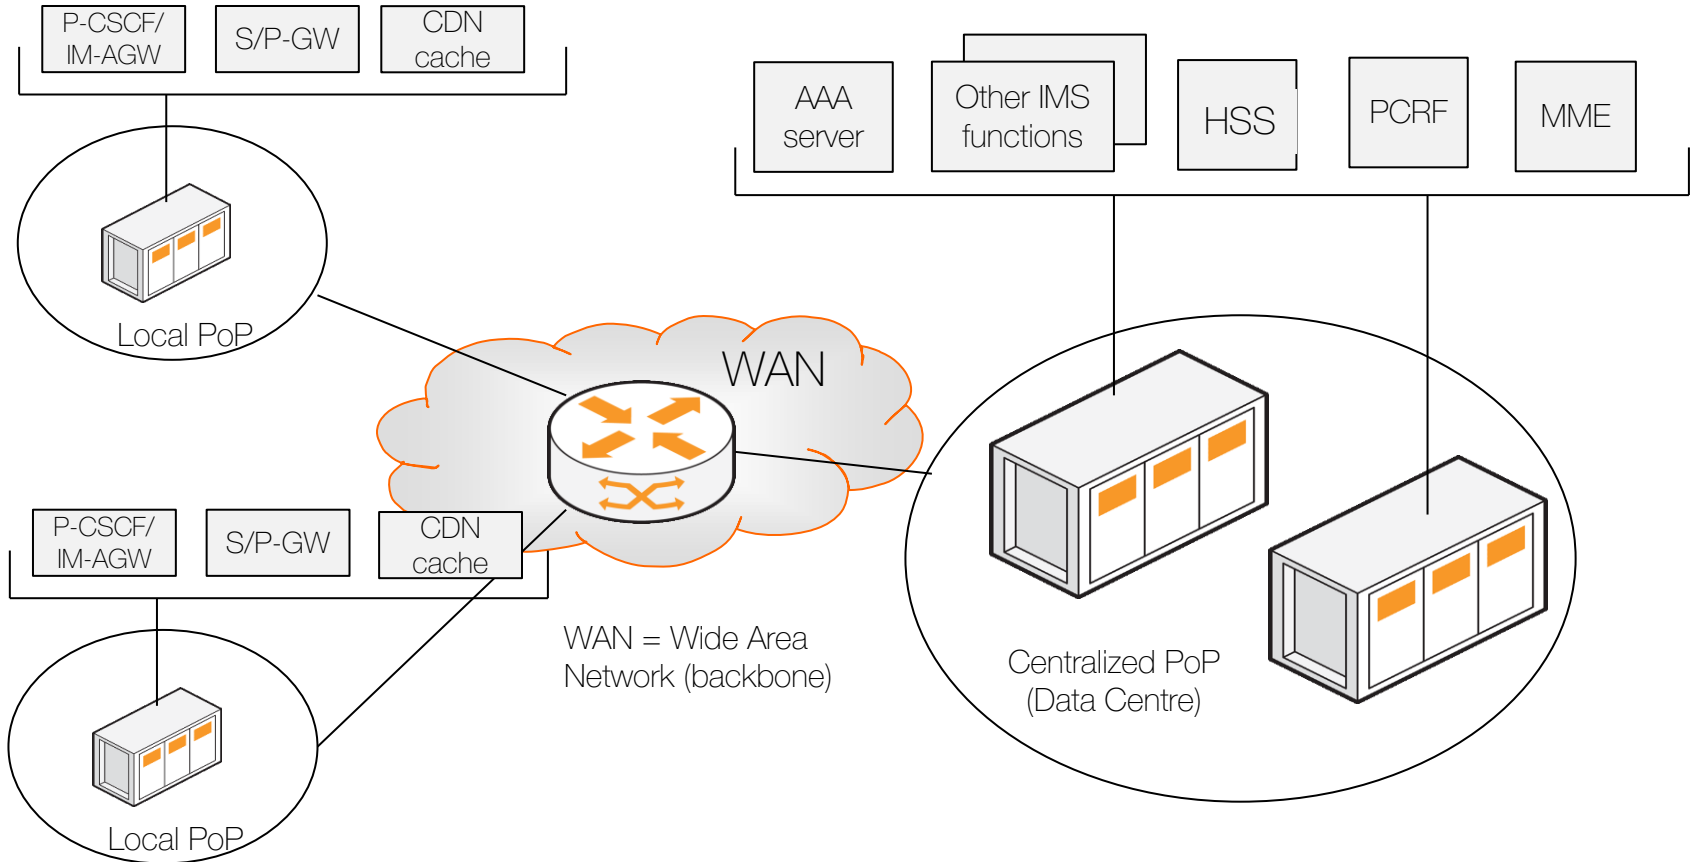 P-CSCF/
IM-AGW
S/P-GW
CDN
cache
Local PoP
AAA
server
Other IMS
functions
HSS
PCRF
MME
WAN
P-CSCF/
IM-AGW
S/P-GW
CDN
cache
Local PoP
WAN = Wide Area
Network (backbone)
Centralized PoP
(Data Centre)